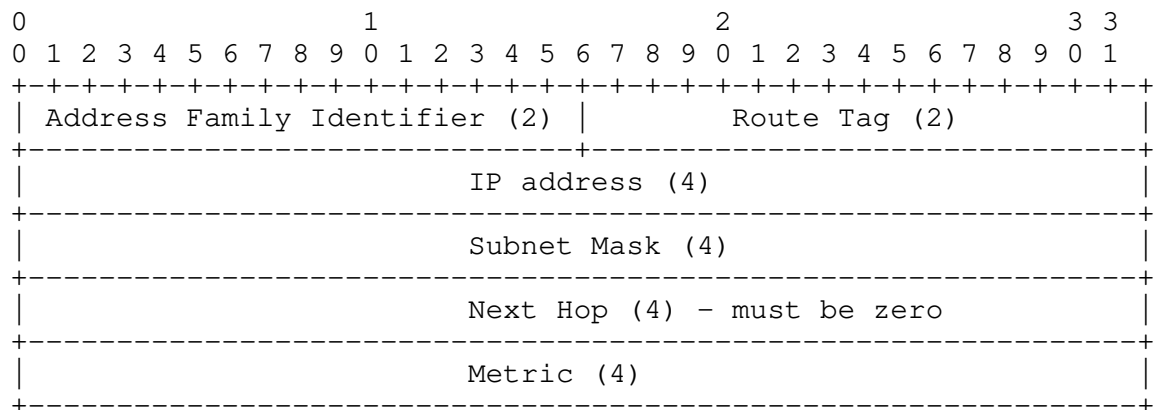 0                   1                   2                   3 3
0 1 2 3 4 5 6 7 8 9 0 1 2 3 4 5 6 7 8 9 0 1 2 3 4 5 6 7 8 9 0 1
+-+-+-+-+-+-+-+-+-+-+-+-+-+-+-+-+-+-+-+-+-+-+-+-+-+-+-+-+-+-+-+-+
| Address Family Identifier (2) |        Route Tag (2)          |
+-------------------------------+-------------------------------+
|                         IP address (4)                        |
+---------------------------------------------------------------+
|                         Subnet Mask (4)                       |
+---------------------------------------------------------------+
|                         Next Hop (4) - must be zero           |
+---------------------------------------------------------------+
|                         Metric (4)                            |
+---------------------------------------------------------------+